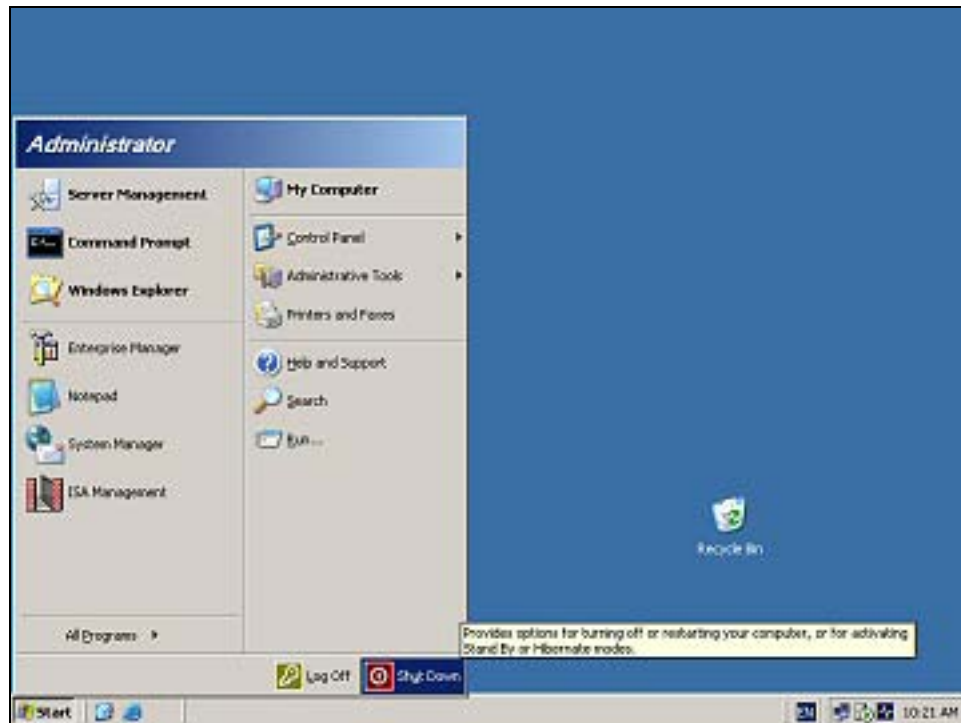 Administrator
Server Management
Command Prompt
Windows Explorer
Enterprise Manager
Notepad
System Manager
ISA Management
All Programs
My Computer
Control Panel
Administrative Tools
Printers and Faxes
Help and Support
Search
Run...
Recycle Bin
Provides options for turning off or restarting your computer, or for activating
Stand By or Hibernate modes.
Log Off
Shut Down
Start
EN
10:21 AM